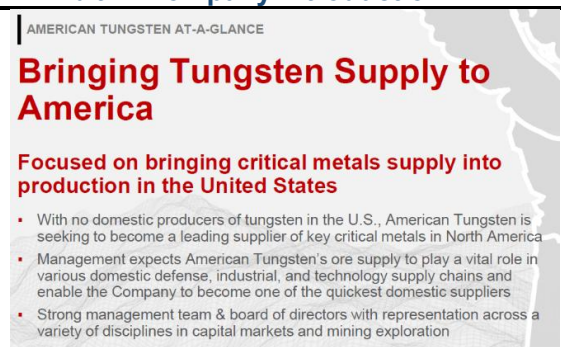 AMERICAN TUNGSTEN AT-A-GLANCE
Bringing Tungsten Supply to
America
Focused on bringing critical metals supply into
production in the United States
▪ With no domestic producers of tungsten in the U.S., American Tungsten is
seeking to become a leading supplier of key critical metals in North America
▪ Management expects American Tungsten's ore supply to play a vital role in
various domestic defense, industrial, and technology supply chains and
enable the Company to become one of the quickest domestic suppliers
▪ Strong management team & board of directors with representation across a
variety of disciplines in capital markets and mining exploration